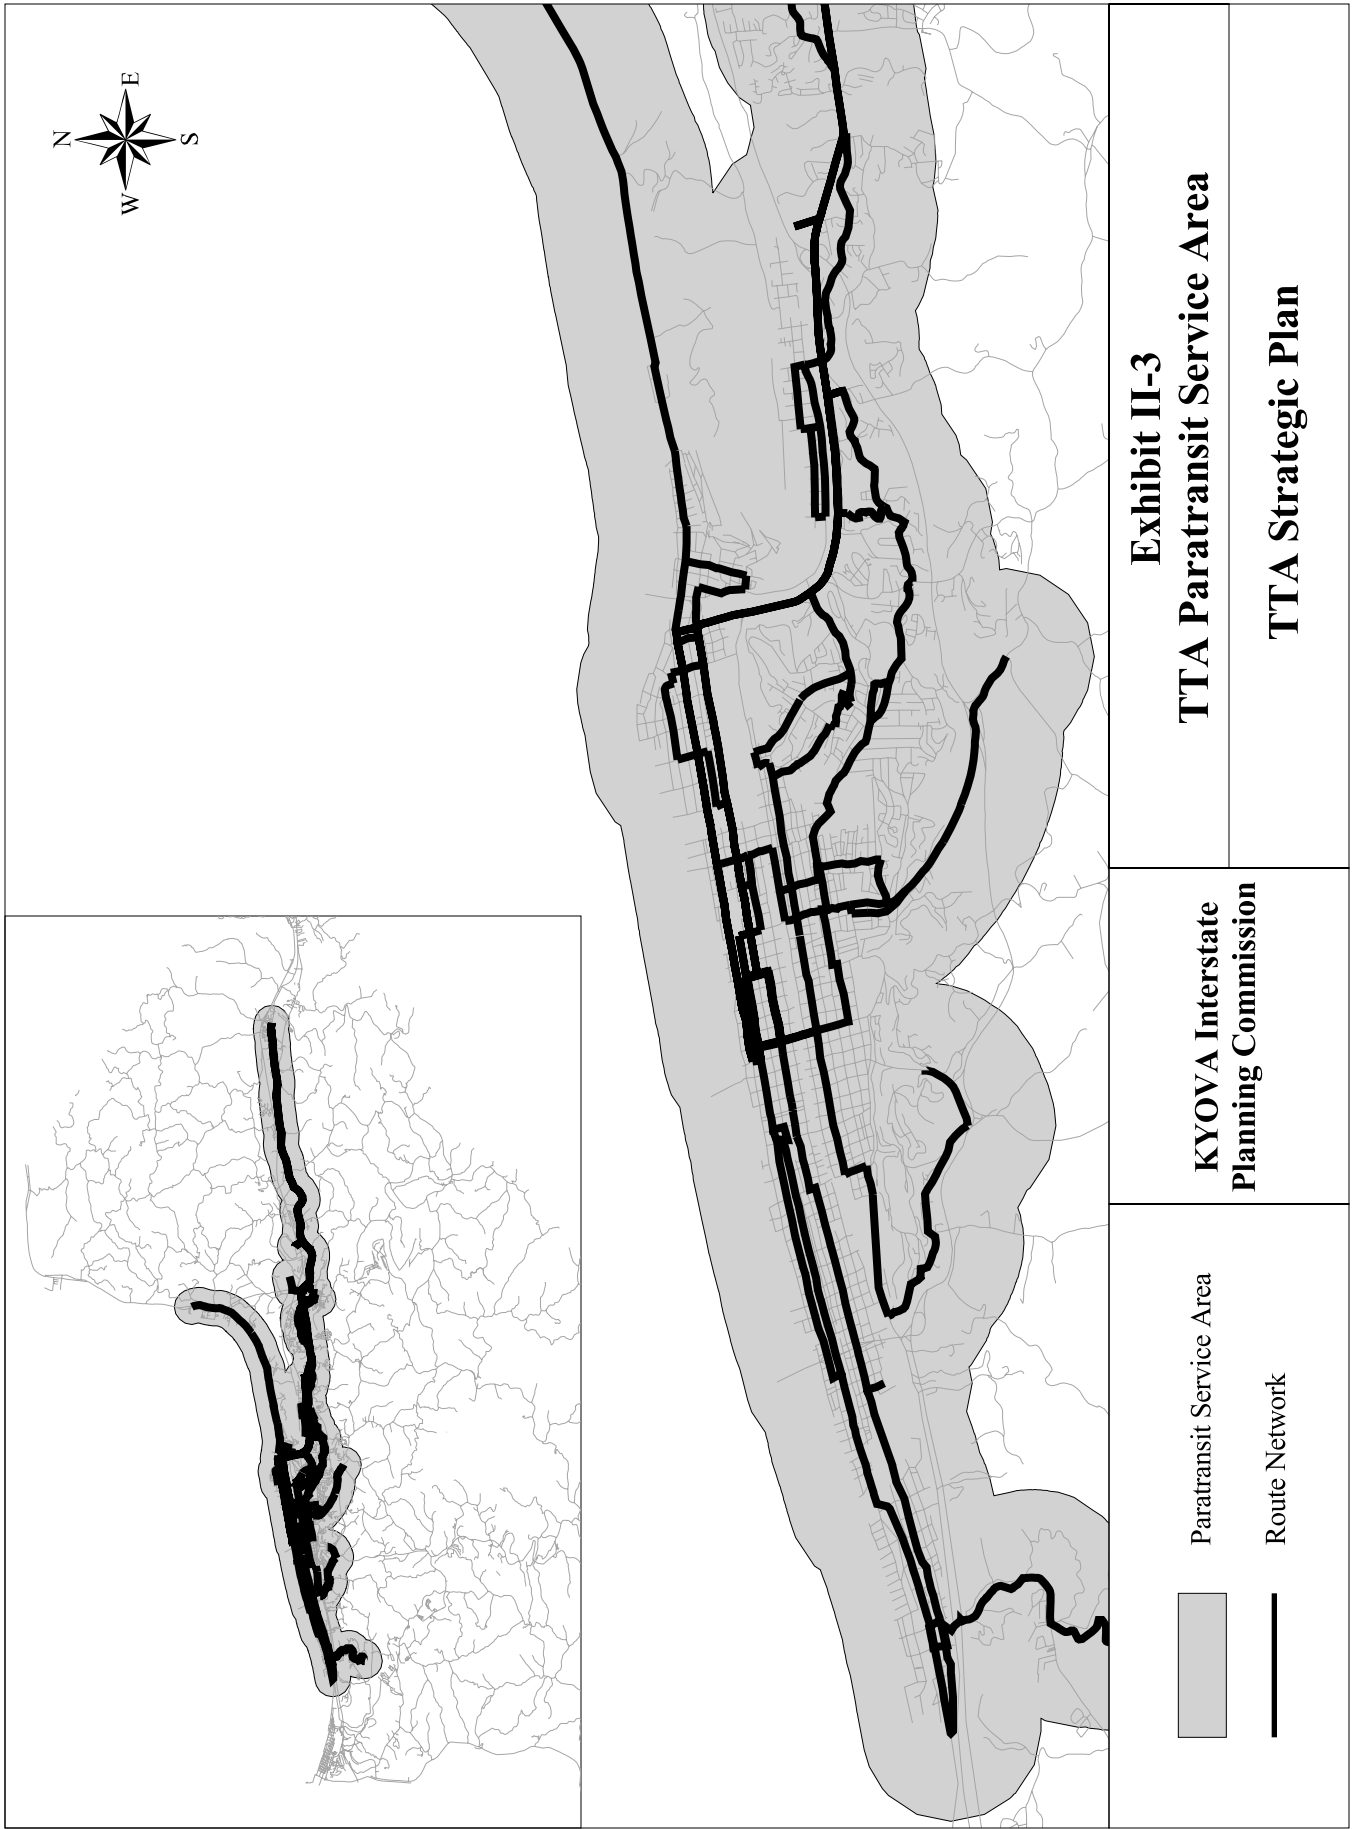 N
W
E
S
Exhibit II-3
TTA Paratransit Service Area
TTA Strategic Plan
KYOVA Interstate
Planning Commission
Paratransit Service Area
Route Network